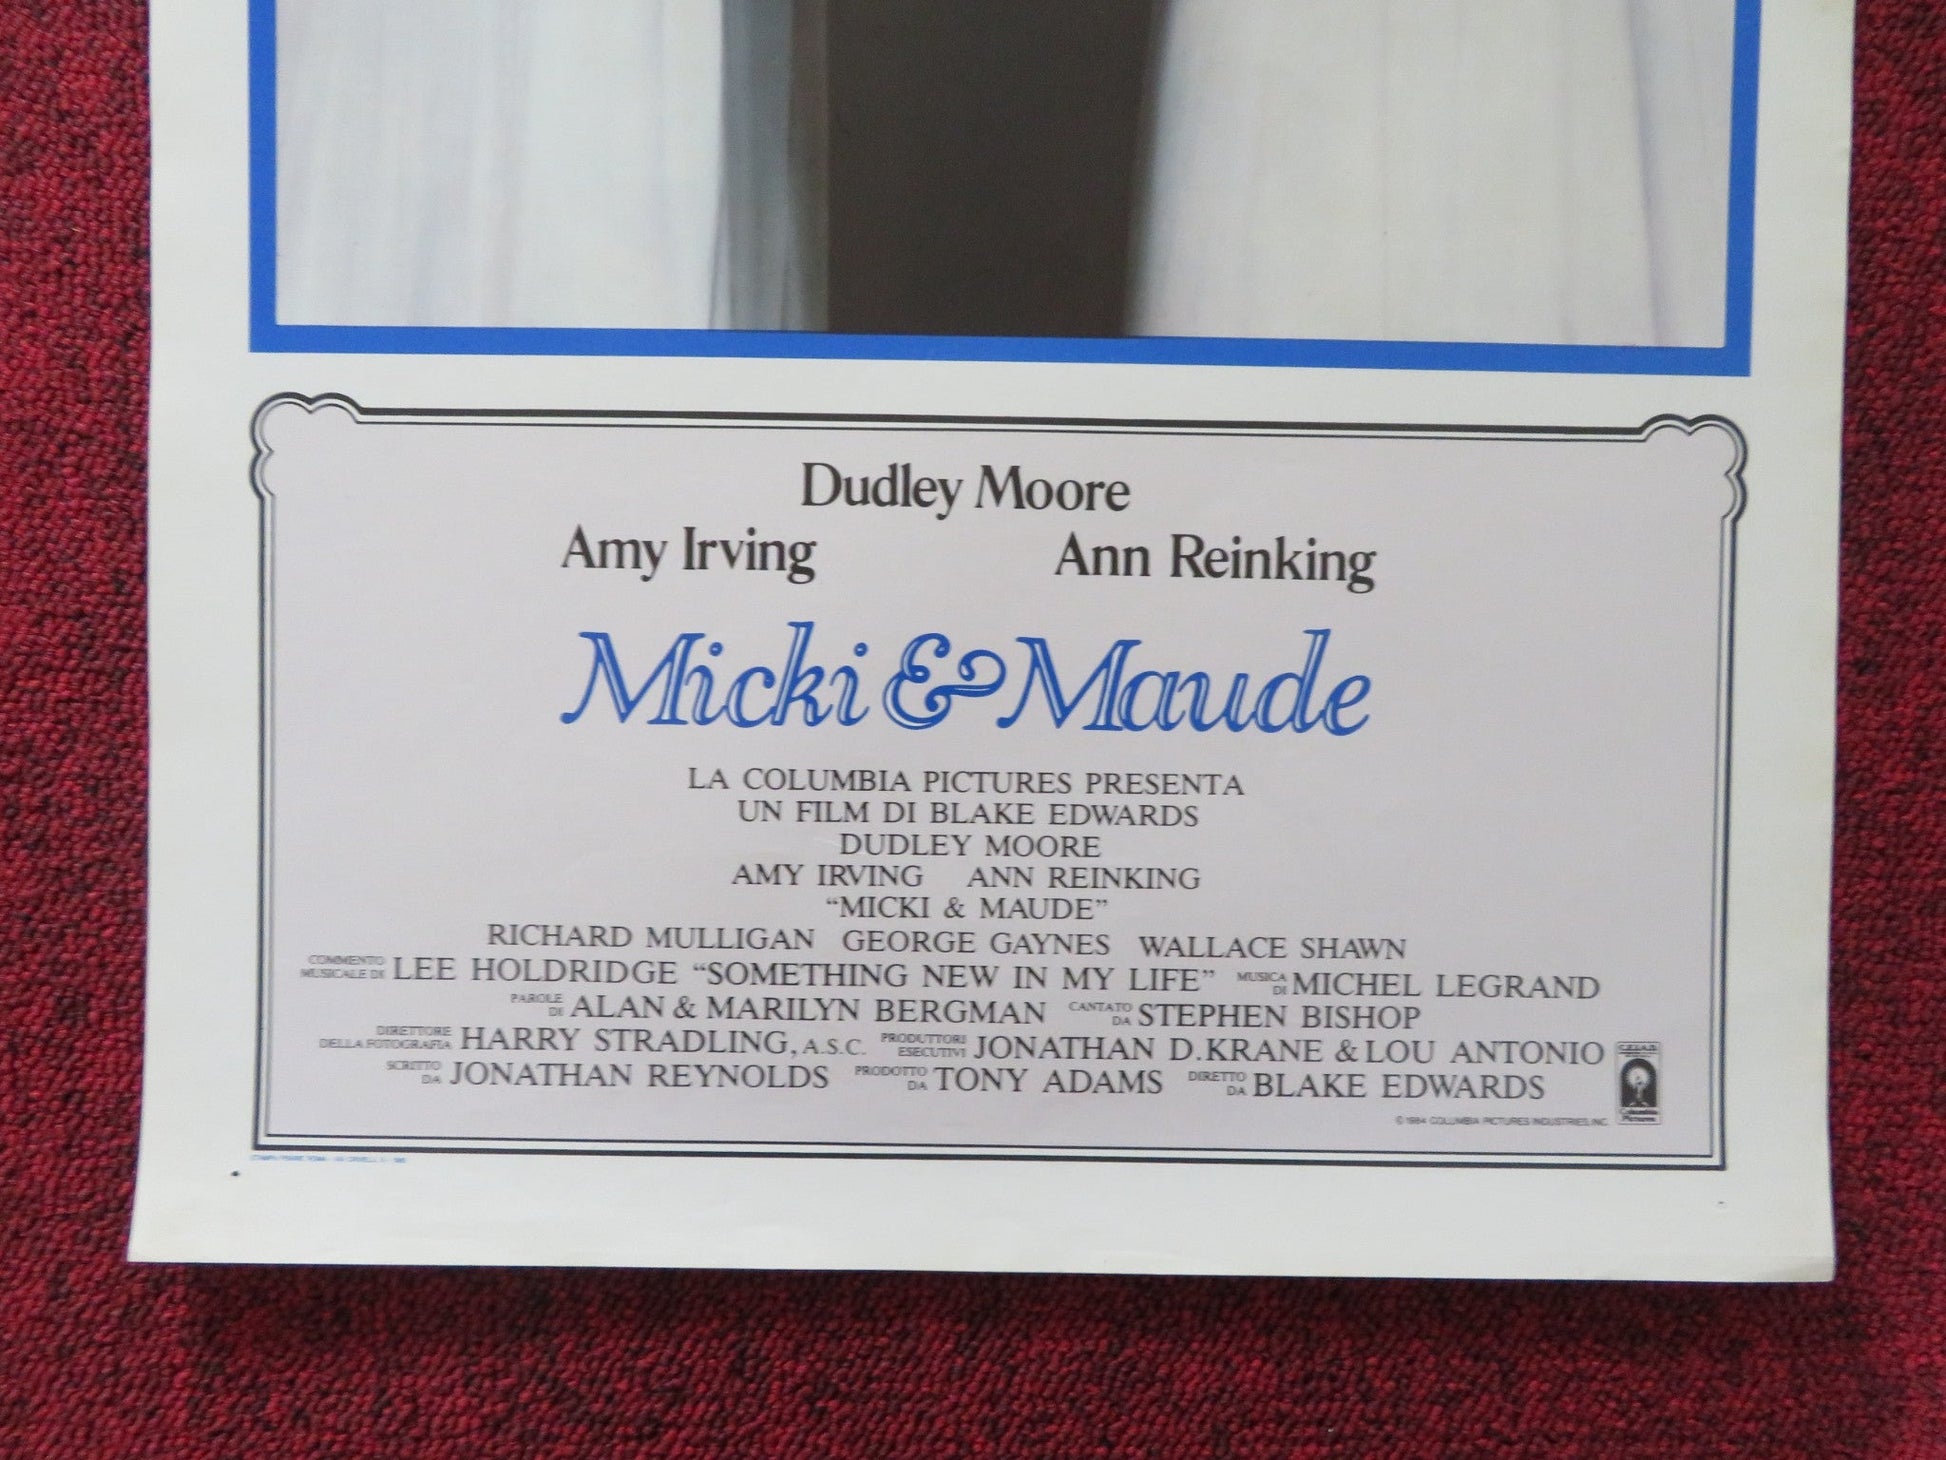 Dudley Moore
Amy Irving Ann Reinking
Micki & Maude
LA COLUMBIA PICTURES PRESENTA
UN FILM DI BLAKE EDWARDS
DUDLEY MOORE
AMY IRVING ANN REINKING
“MICKI & MAUDE”
RICHARD MULLIGAN GEORGE GAYNES WALLACE SHAWN
COMMENTO MUSICALE DI LEE HOLDRIDGE “SOMETHING NEW IN MY LIFE” MUSICA DI MICHEL LEGRAND
PAROLE DI ALAN & MARILYN BERGMAN CANTATO DA STEPHEN BISHOP
DIRETTORE DELLA FOTOGRAFIA HARRY STRADLING, A.S.C. PRODUTTORI ESECUTIVI JONATHAN D.KRANE & LOU ANTONIO
SCRITTO DA JONATHAN REYNOLDS PRODOTTO DA TONY ADAMS DIRETTO DA BLAKE EDWARDS
© 1984 COLUMBIA PICTURES INDUSTRIES, INC.
Columbia Pictures